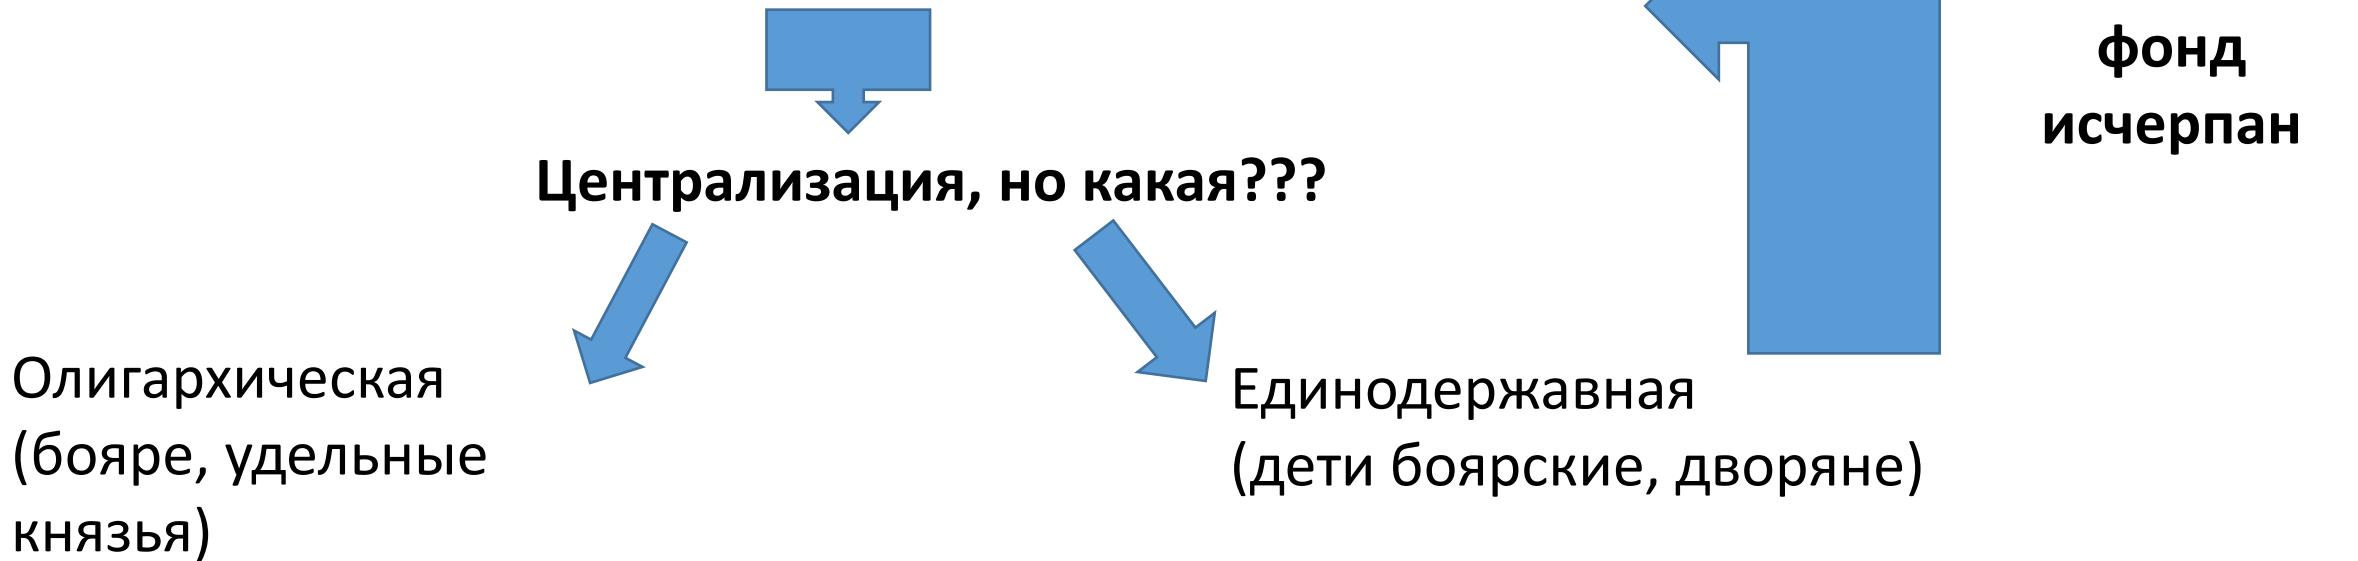 фонд
исчерпан
Централизация, но какая???
Олигархическая
(бояре, удельные
князья)
Единодержавная
(дети боярские, дворяне)